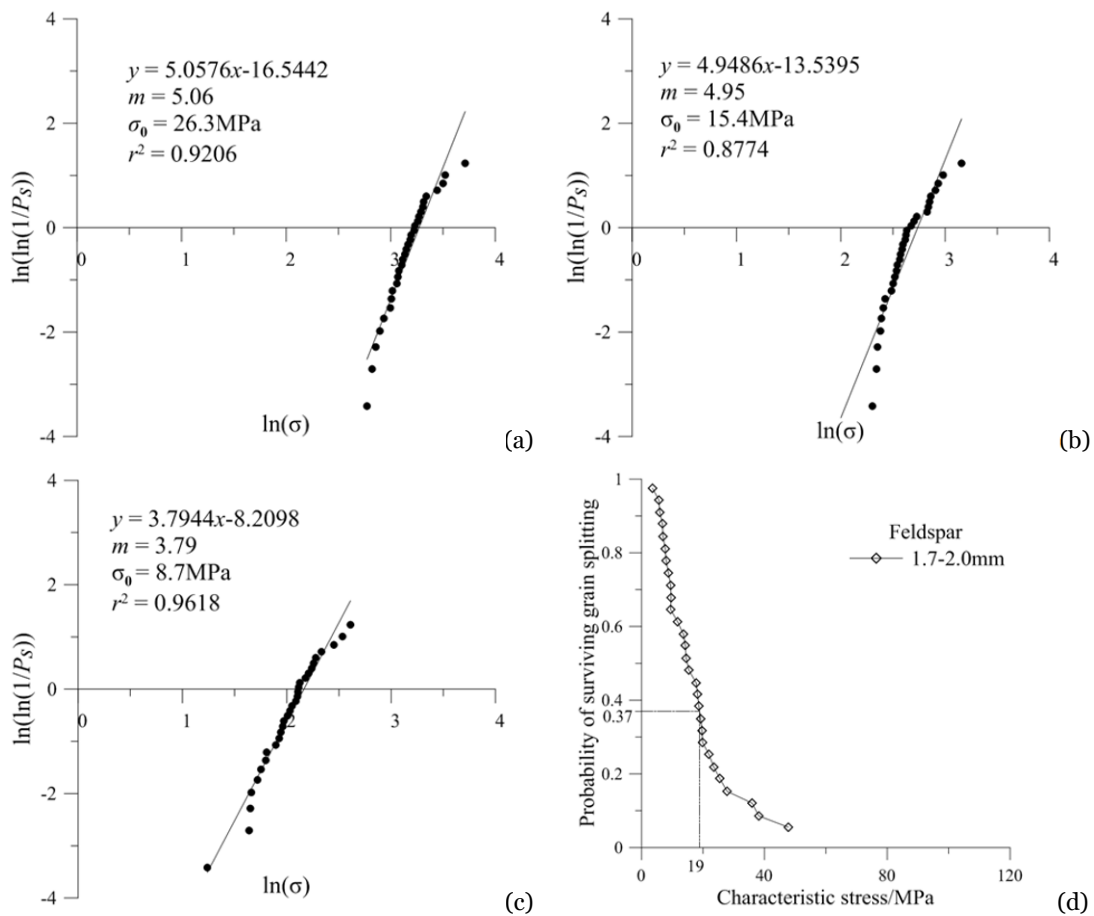 4
y = 5.0576x-16.5442
m = 5.06
σ₀ = 26.3MPa
r² = 0.9206
2
ln(ln(1/Ps))
0
0 1 2 3 4
-2
-4
ln(σ)
(a)
4
y = 4.9486x-13.5395
m = 4.95
σ₀ = 15.4MPa
r² = 0.8774
2
ln(ln(1/Ps))
0
0 1 2 3 4
-2
-4
ln(σ)
(b)
4
y = 3.7944x-8.2098
m = 3.79
σ₀ = 8.7MPa
r² = 0.9618
2
ln(ln(1/Ps))
0
0 1 2 3 4
-2
-4
ln(σ)
(c)
1
Feldspar
1.7-2.0mm
0.8
0.6
0.4
0.37
0.2
0
Probability of surviving grain splitting
0 19 40 80 120
Characteristic stress/MPa
(d)